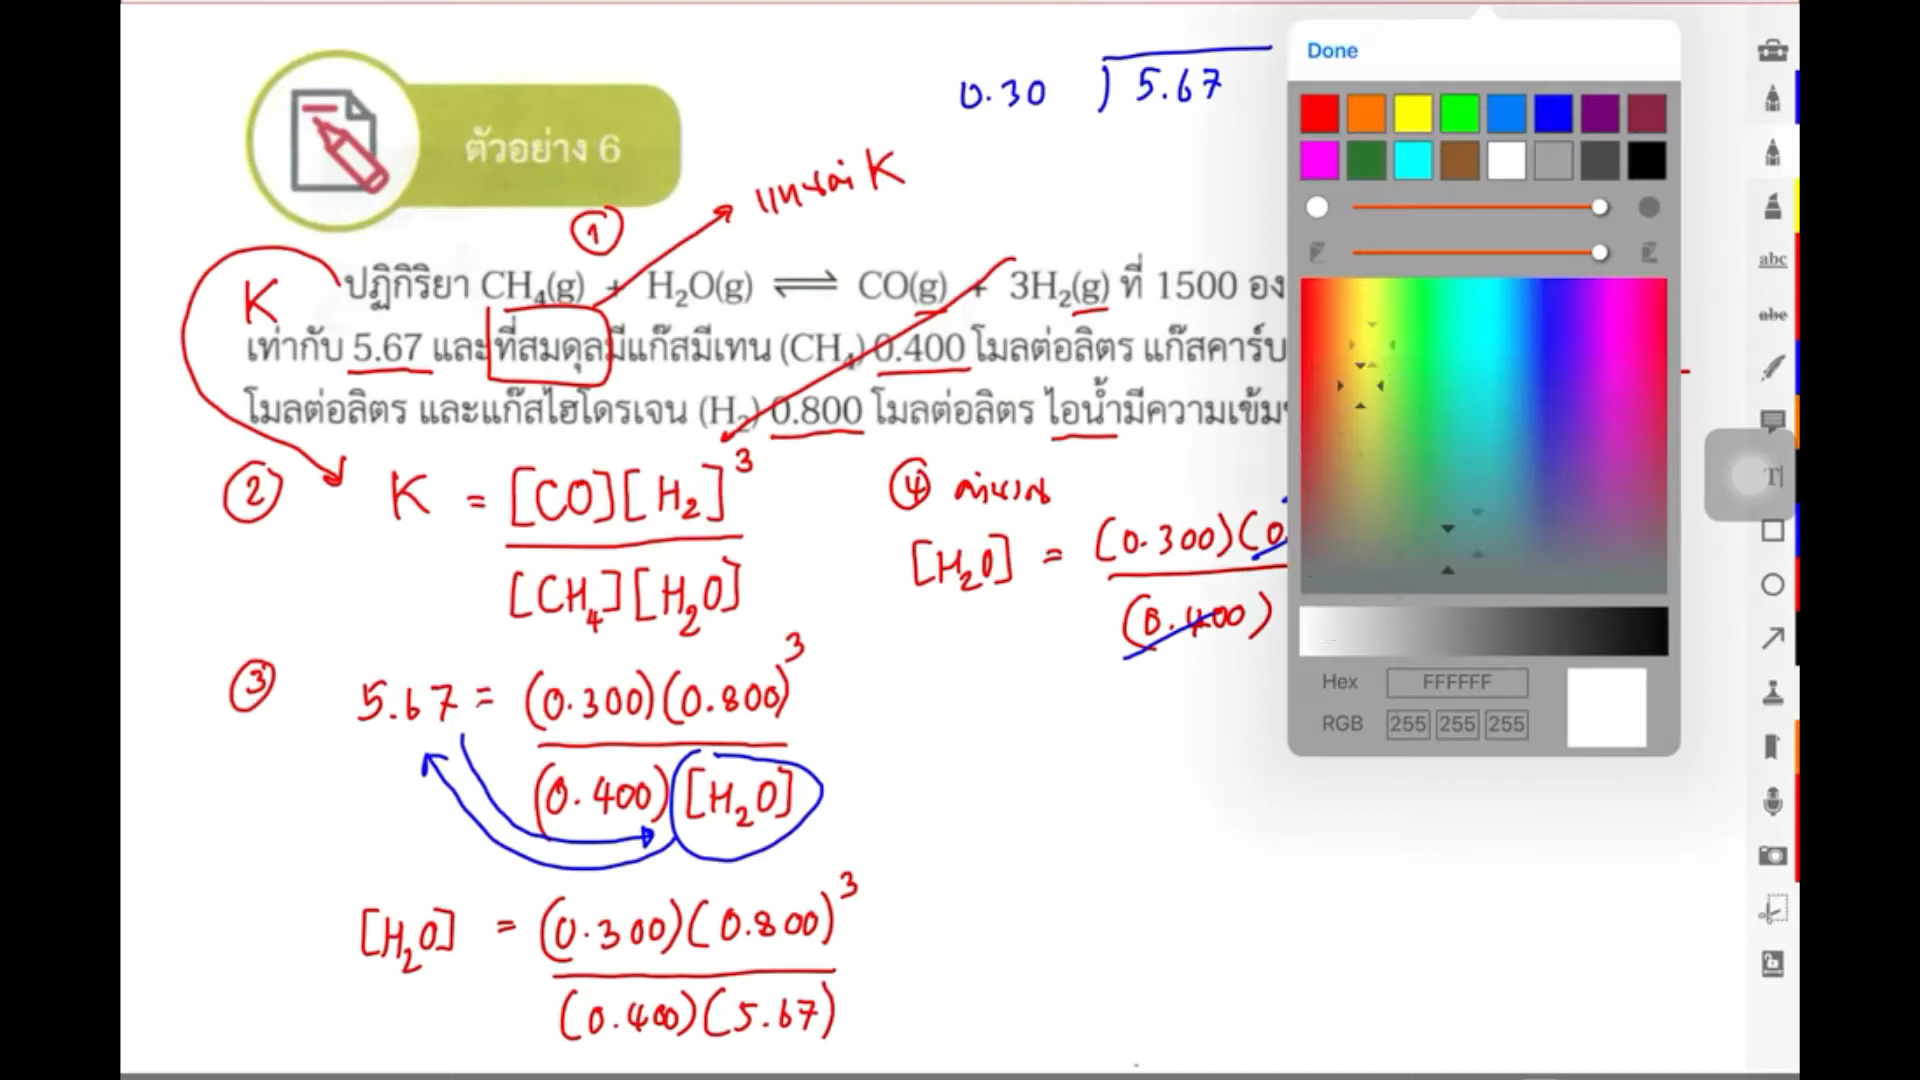 ตัวอย่าง 6
0.30 ) 5.67
① แทนค่า K
K
ปฏิกิริยา CH₄(g) + H₂O(g) ⇌ CO(g) + 3H₂(g) ที่ 1500 อง
เท่ากับ 5.67 และที่สมดุลมีแก๊สมีเทน (CH₄) 0.400 โมลต่อลิตร แก๊สคาร์บ
โมลต่อลิตร และแก๊สไฮโดรเจน (H₂) 0.800 โมลต่อลิตร ไอน้ำมีความเข้ม
② K = [CO][H₂]³
[CH₄][H₂O]
③ 5.67 = (0.300)(0.800)³
(0.400)[H₂O]
[H₂O] = (0.300)(0.800)³
(0.400)(5.67)
④ คำนวณ
[H₂O] = (0.300)(0.
(0.400)
Done
Hex FFFFFF
RGB 255 255 255
abc
abc
T